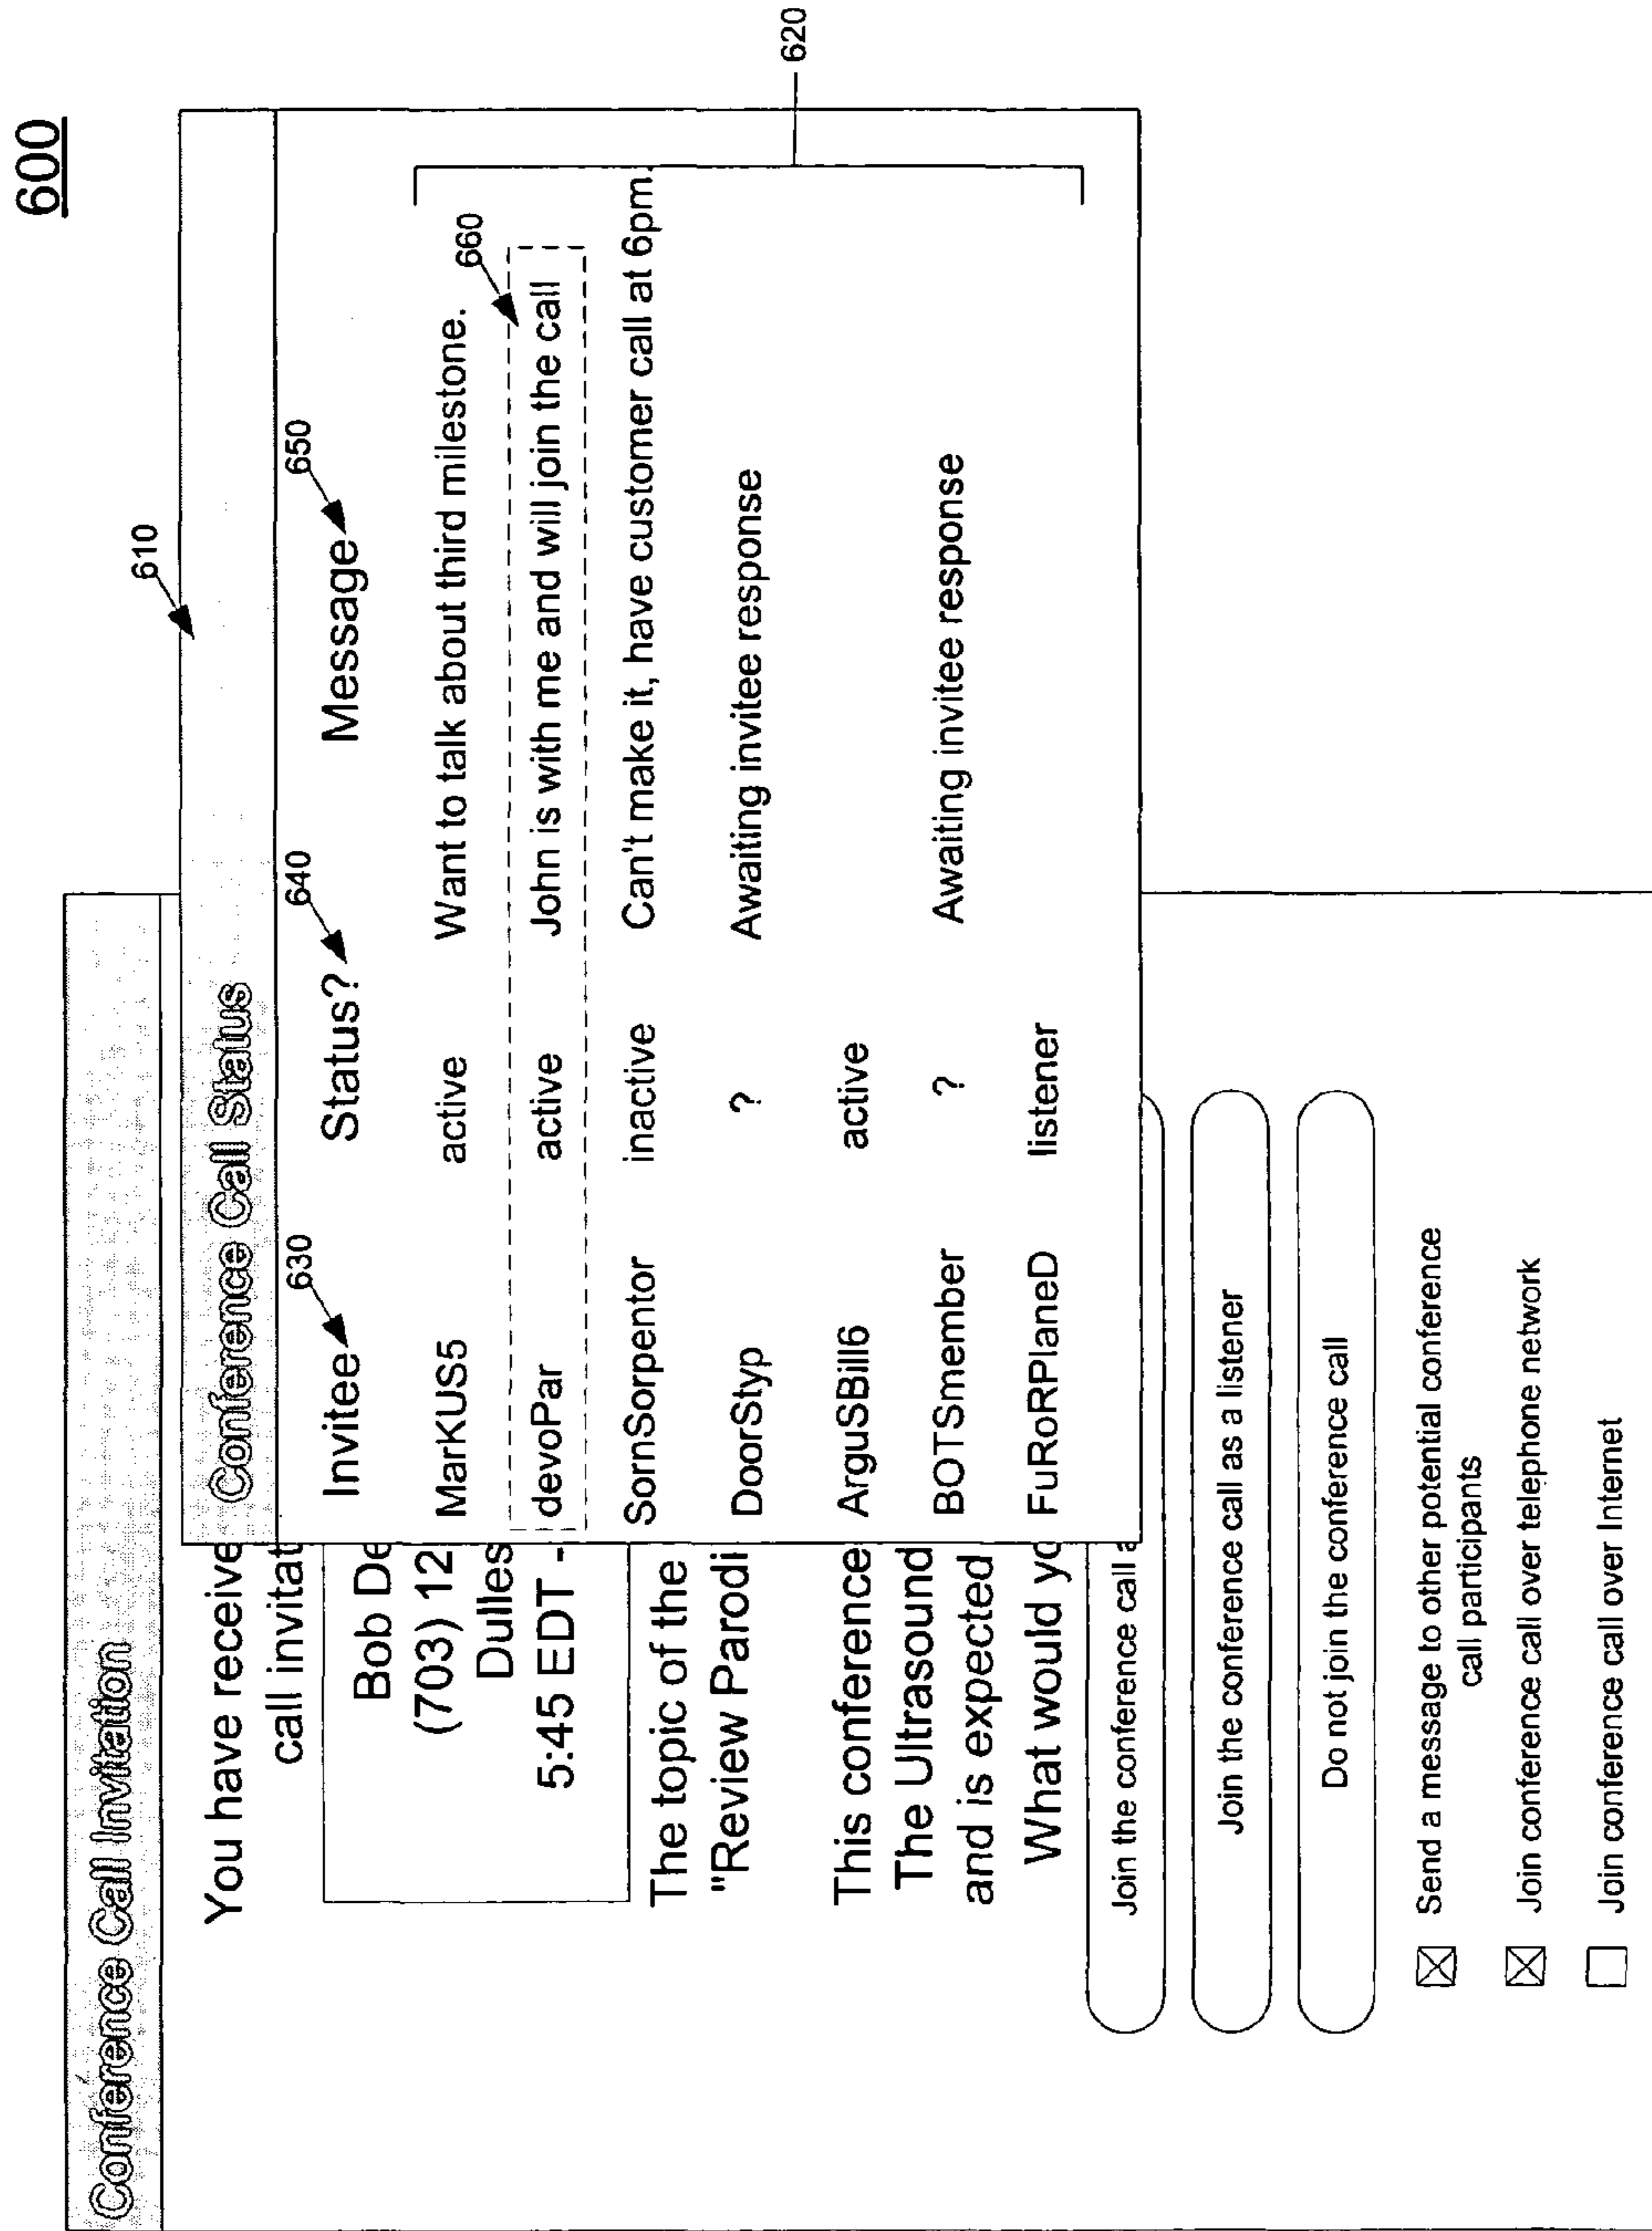 600
Conference Call Invitation
You have receive
call invitat
Bob De
(703) 12
Dulles
5:45 EDT -
The topic of the
"Review Parodi
This conference
The Ultrasound
and is expected
What would yo
Join the conference call a
Join the conference call as a listener
Do not join the conference call
Send a message to other potential conference
call participants
Join conference call over telephone network
Join conference call over Internet
610
Conference Call Status
630 640 650
Invitee Status? Message
MarKUS5 active Want to talk about third milestone.
660
devoPar active John is with me and will join the call
SornSorpentor inactive Can't make it, have customer call at 6pm.
DoorStyp ? Awaiting invitee response
ArguSBill6 active
BOTSmember ? Awaiting invitee response
FuRoRPlaneD listener
620